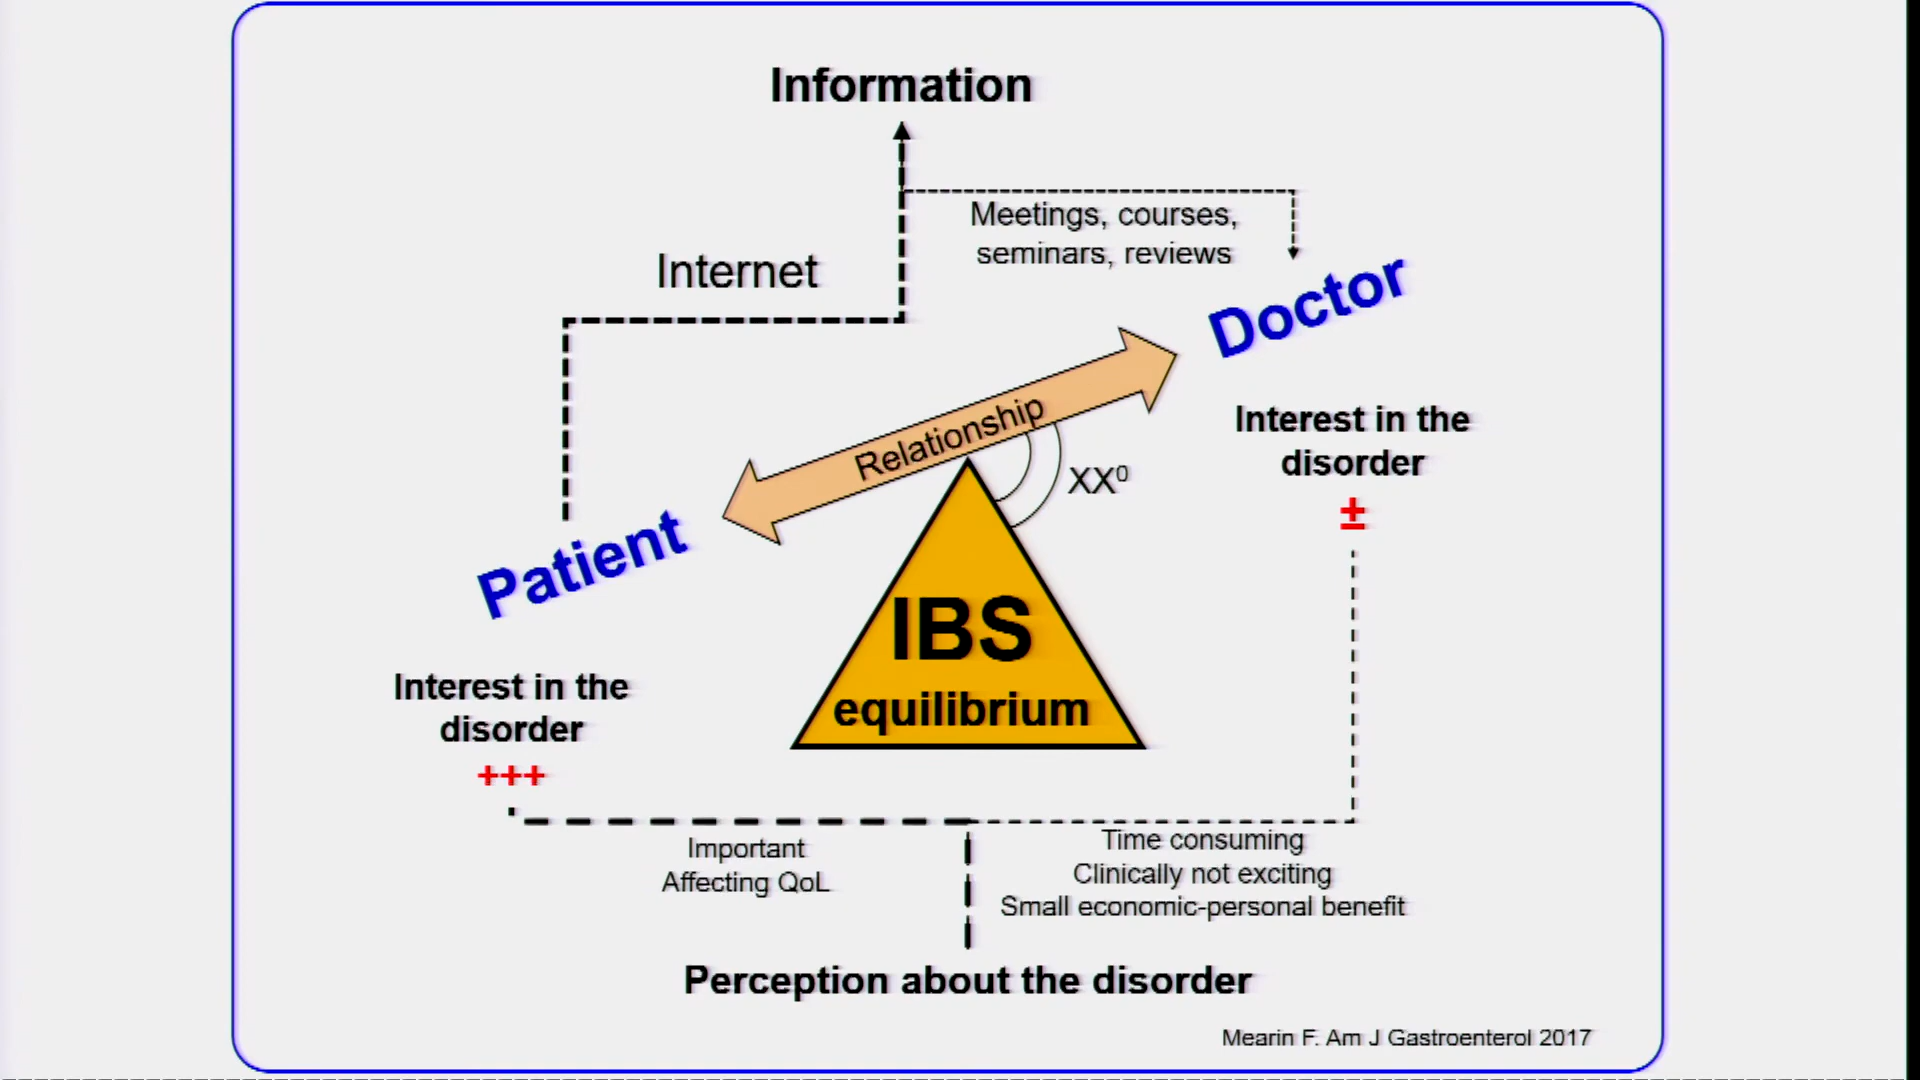 Information
Meetings, courses,
seminars, reviews
Internet
Doctor
Relationship
XX⁰
Interest in the
disorder
±
Patient
IBS
equilibrium
Interest in the
disorder
+++
Important
Affecting QoL
Time consuming
Clinically not exciting
Small economic-personal benefit
Perception about the disorder
Mearin F. Am J Gastroenterol 2017